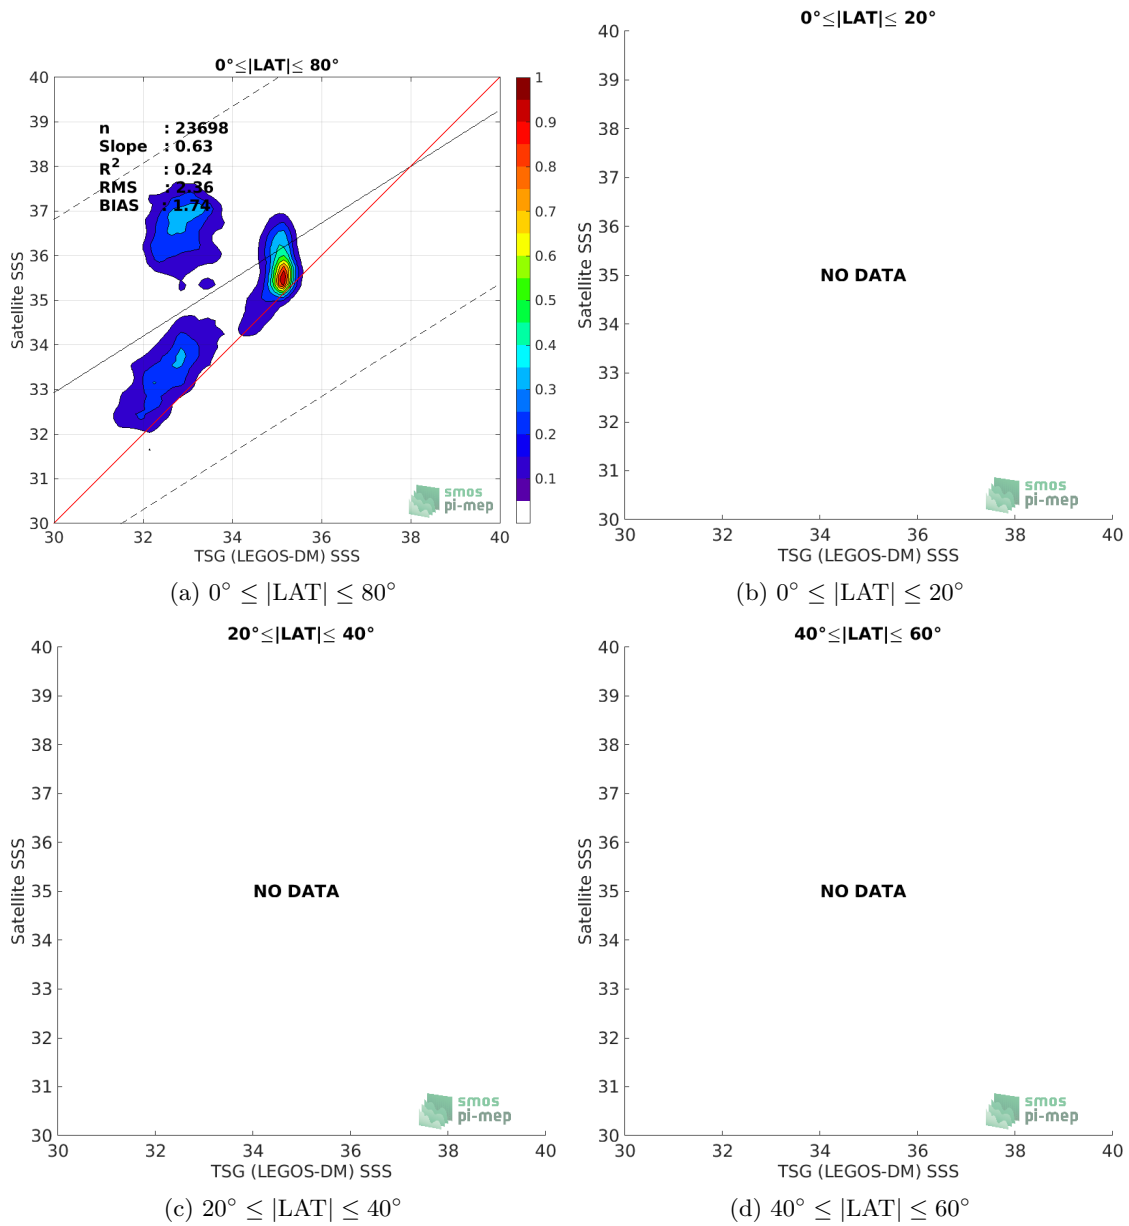 0°≤|LAT|≤ 80°
40
39
38
37
36
35
34
33
32
31
30
Satellite SSS
n : 23698
Slope : 0.63
R2 : 0.24
RMS : 2.36
BIAS : 1.74
1
0.9
0.8
0.7
0.6
0.5
0.4
0.3
0.2
0.1
smos
pi-mep
30 32 34 36 38 40
TSG (LEGOS-DM) SSS
(a) 0° ≤ |LAT| ≤ 80°
0°≤|LAT|≤ 20°
40
39
38
37
36
35
34
33
32
31
30
Satellite SSS
NO DATA
smos
pi-mep
30 32 34 36 38 40
TSG (LEGOS-DM) SSS
(b) 0° ≤ |LAT| ≤ 20°
20°≤|LAT|≤ 40°
40
39
38
37
36
35
34
33
32
31
30
Satellite SSS
NO DATA
smos
pi-mep
30 32 34 36 38 40
TSG (LEGOS-DM) SSS
(c) 20° ≤ |LAT| ≤ 40°
40°≤|LAT|≤ 60°
40
39
38
37
36
35
34
33
32
31
30
Satellite SSS
NO DATA
smos
pi-mep
30 32 34 36 38 40
TSG (LEGOS-DM) SSS
(d) 40° ≤ |LAT| ≤ 60°